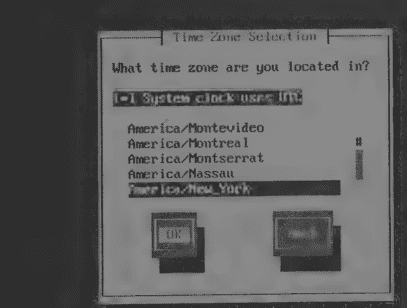 Time Zone Selection
What time zone are you located in?
[*] System clock uses UTC
America/Montevideo
America/Montreal
America/Montserrat
America/Nassau
America/New_York
OK